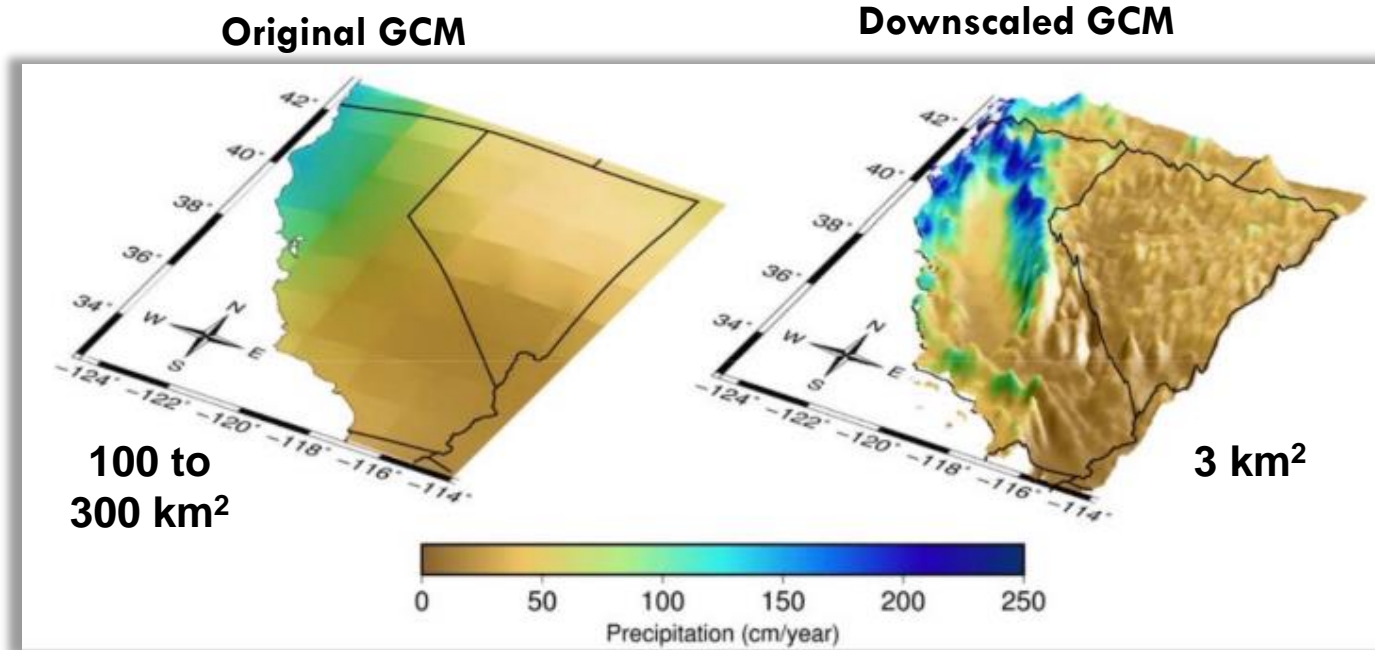 Original GCM
Downscaled GCM
42°
40°
38°
36°
34°
N
W
E
S
−124°
−122°
−120°
−118°
−116°
−114°
100 to
300 km²
42°
40°
38°
36°
34°
N
W
E
S
−124°
−122°
−120°
−118°
−116°
−114°
3 km²
0 50 100 150 200 250
Precipitation (cm/year)